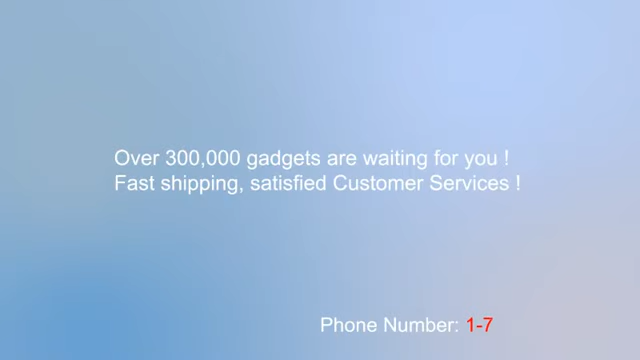 Over 300,000 gadgets are waiting for you !
Fast shipping, satisfied Customer Services !
Phone Number: 1-7